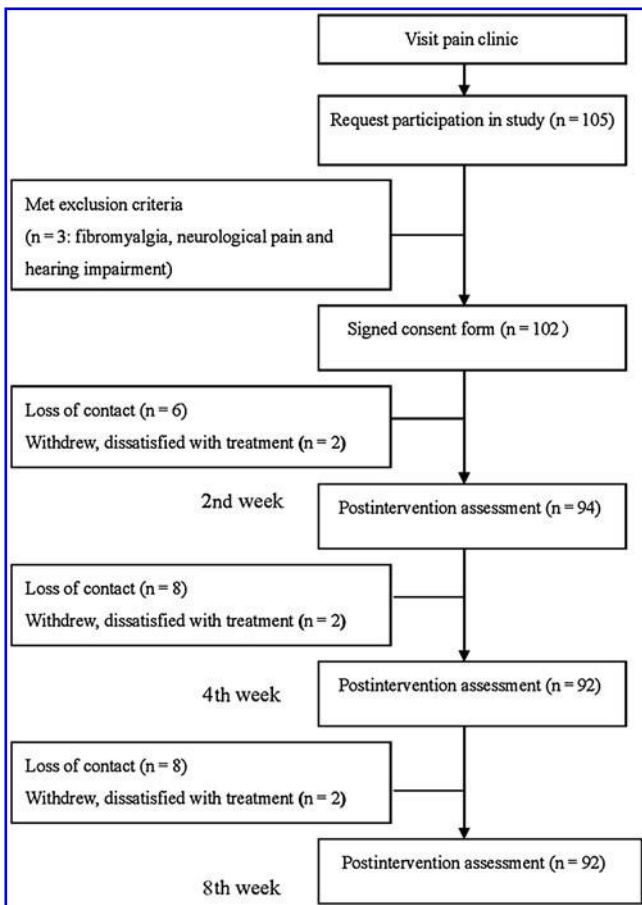 Visit pain clinic
Request participation in study (n = 105)
Met exclusion criteria
(n = 3: fibromyalgia, neurological pain and
hearing impairment)
Signed consent form (n = 102 )
Loss of contact (n = 6)
Withdrew, dissatisfied with treatment (n = 2)
2nd week
Postintervention assessment (n = 94)
Loss of contact (n = 8)
Withdrew, dissatisfied with treatment (n = 2)
4th week
Postintervention assessment (n = 92)
Loss of contact (n = 8)
Withdrew, dissatisfied with treatment (n = 2)
8th week
Postintervention assessment (n = 92)